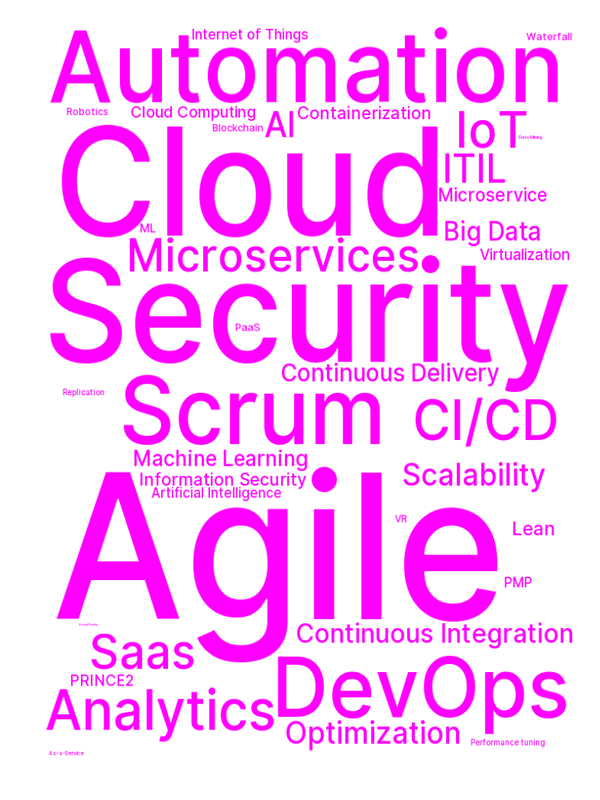 Internet of Things
Waterfall
Automation
Robotics
Cloud Computing
Containerization
Blockchain
AI
IoT
Data Mining
Cloud
ITIL
Microservice
ML
Big Data
Microservices
Virtualization
Security
PaaS
Continuous Delivery
Replication
Scrum
CI/CD
Machine Learning
Scalability
Information Security
Artificial Intelligence
Agile
VR
Lean
PMP
Continuous Integration
Saas
DevOps
PRINCE2
Analytics
Optimization
Performance tuning
As-a-Service